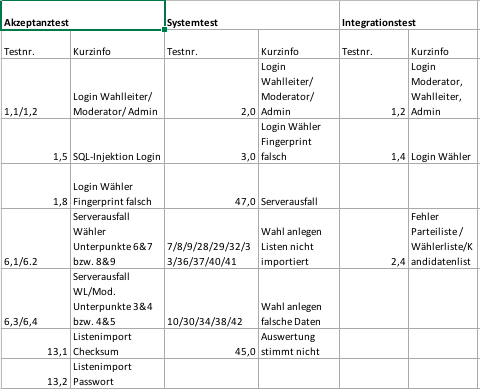 Akzeptanztest Systemtest Integrationstest
Testnr. Kurzinfo Testnr. Kurzinfo Testnr. Kurzinfo
1,1/1,2 Login Wahlleiter/
Moderator/ Admin
2,0 Login
Wahlleiter/
Moderator/
Admin
1,2 Login
Moderator,
Wahlleiter,
Admin
1,5 SQL-Injektion Login
3,0 Login Wähler
Fingerprint
falsch
1,4 Login Wähler
1,8 Login Wähler
Fingerprint falsch
47,0 Serverausfall
6,1/6.2 Serverausfall
Wähler
Unterpunkte 6&7
bzw. 8&9
7/8/9/28/29/32/3
3/36/37/40/41
Wahl anlegen
Listen nicht
importiert
2,4 Fehler
Parteiliste/
Wählerliste/K
andidatenlist
6,3/6,4 Serverausfall
WL/Mod.
Unterpunkte 3&4
bzw. 4&5
10/30/34/38/42 Wahl anlegen
falsche Daten
13,1 Listenimport
Checksum
45,0 Auswertung
stimmt nicht
13,2 Listenimport
Passwort